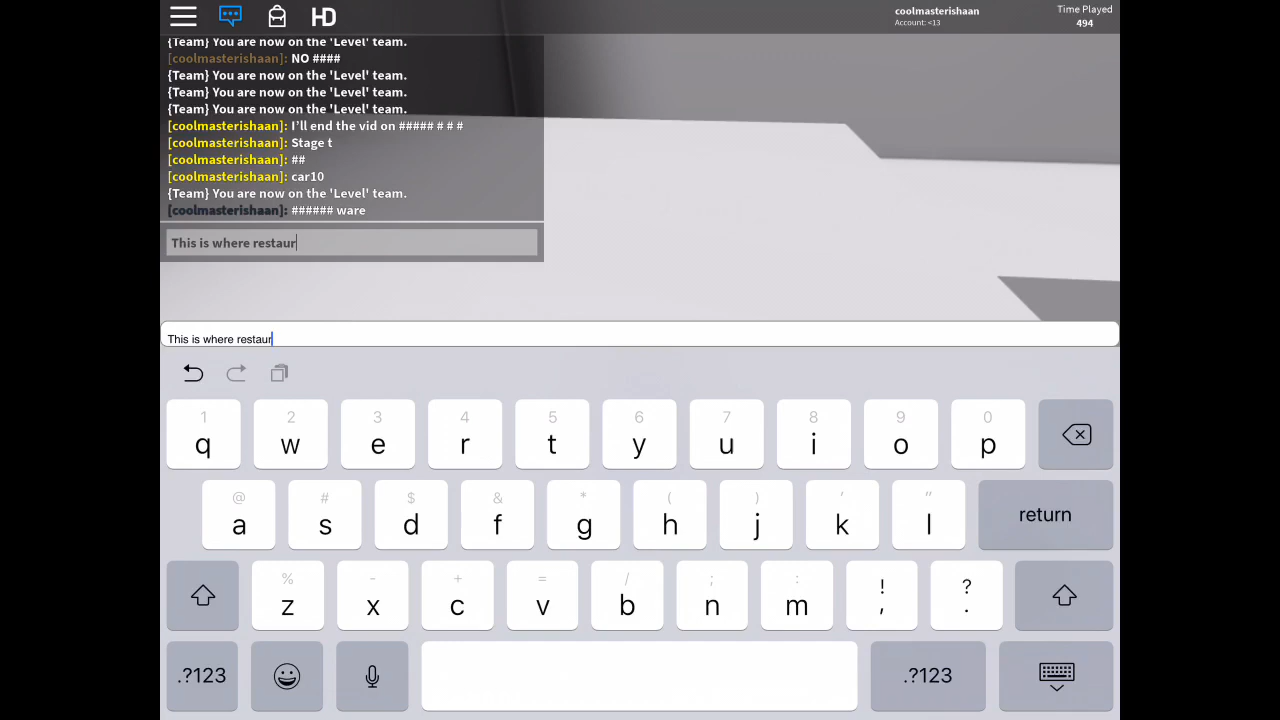 HD
coolmasterishaan
Account: <13
Time Played
494
{Team} You are now on the 'Level' team.
[coolmasterishaan]: NO ####
{Team} You are now on the 'Level' team.
{Team} You are now on the 'Level' team.
{Team} You are now on the 'Level' team.
[coolmasterishaan]: I'll end the vid on ##### # # #
[coolmasterishaan]: Stage t
[coolmasterishaan]: ##
[coolmasterishaan]: car10
{Team} You are now on the 'Level' team.
[coolmasterishaan]: ###### ware
This is where restaur
This is where restaur
1 2 3 4 5 6 7 8 9 0
q w e r t y u i o p
@ # $ & * ( ) ' "
a s d f g h j k l return
% - + = / ; : ! ?
z x c v b n m , .
.?123 .?123